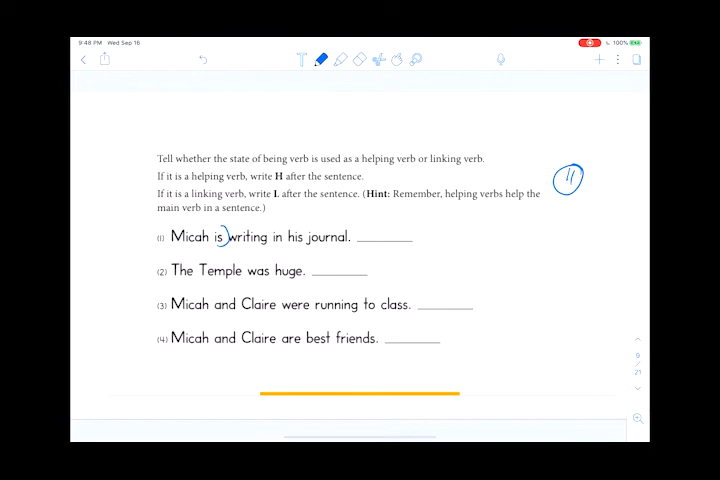 9:48 PM Wed Sep 16
100%
T
Tell whether the state of being verb is used as a helping verb or linking verb.
If it is a helping verb, write H after the sentence.
If it is a linking verb, write L after the sentence. (Hint: Remember, helping verbs help the
main verb in a sentence.)
11
(1) Micah is writing in his journal. ________
(2) The Temple was huge. ________
(3) Micah and Claire were running to class. ________
(4) Micah and Claire are best friends. ________
9
/
21